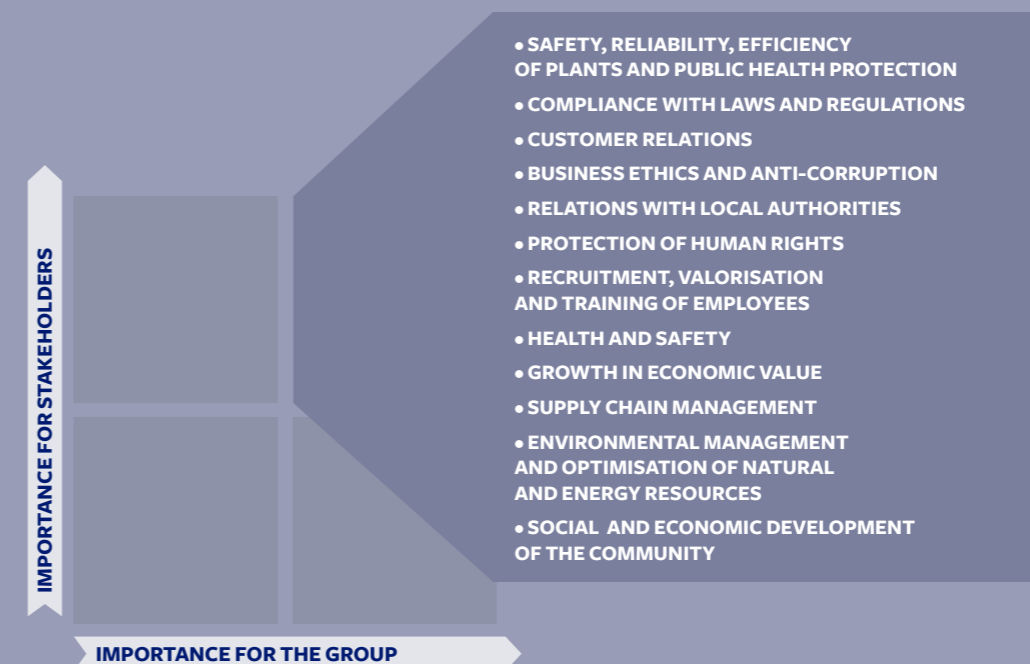 • SAFETY, RELIABILITY, EFFICIENCY
OF PLANTS AND PUBLIC HEALTH PROTECTION
• COMPLIANCE WITH LAWS AND REGULATIONS
• CUSTOMER RELATIONS
• BUSINESS ETHICS AND ANTI-CORRUPTION
• RELATIONS WITH LOCAL AUTHORITIES
• PROTECTION OF HUMAN RIGHTS
• RECRUITMENT, VALORISATION
AND TRAINING OF EMPLOYEES
• HEALTH AND SAFETY
• GROWTH IN ECONOMIC VALUE
• SUPPLY CHAIN MANAGEMENT
• ENVIRONMENTAL MANAGEMENT
AND OPTIMISATION OF NATURAL
AND ENERGY RESOURCES
• SOCIAL AND ECONOMIC DEVELOPMENT
OF THE COMMUNITY
IMPORTANCE FOR STAKEHOLDERS
IMPORTANCE FOR THE GROUP